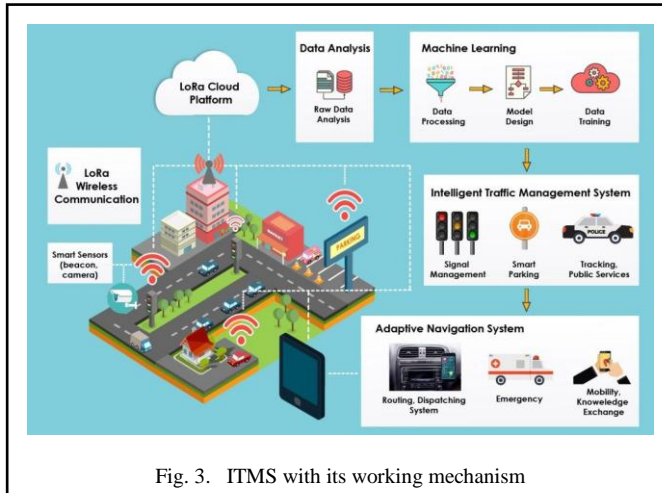 LoRa Cloud
Platform
Data Analysis
Raw Data
Analysis
Machine Learning
Data
Processing
Model
Design
Data
Training
LoRa
Wireless
Communication
Smart Sensors
(beacon,
camera)
PARKING
Intelligent Traffic Management System
Signal
Management
Smart
Parking
POLICE
Tracking,
Public Services
Adaptive Navigation System
Routing, Dispatching
System
Emergency
Mobility,
Knowledge
Exchange
Fig. 3. ITMS with its working mechanism